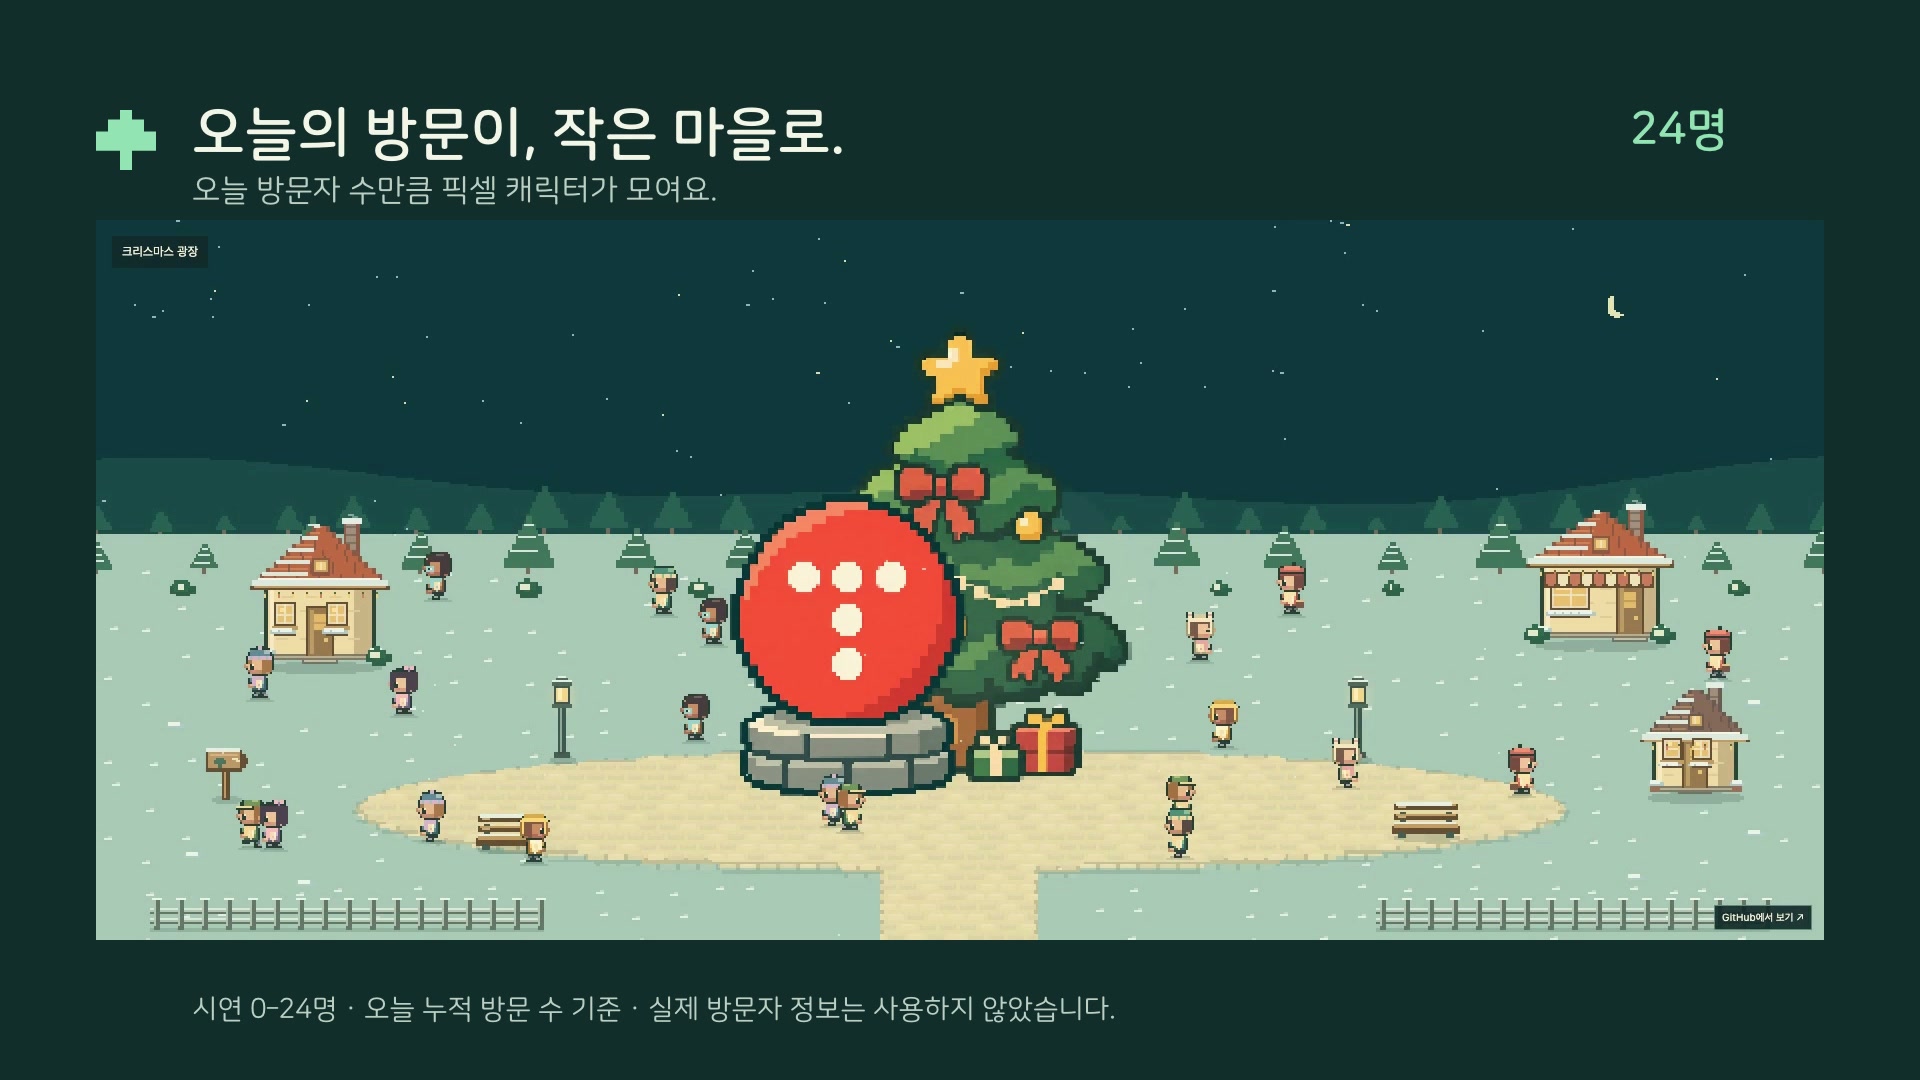 오늘의 방문이, 작은 마을로.
24명
오늘 방문자 수만큼 픽셀 캐릭터가 모여요.
크리스마스 광장
GitHub에서 보기 ↗
시연 0–24명 · 오늘 누적 방문 수 기준 · 실제 방문자 정보는 사용하지 않았습니다.